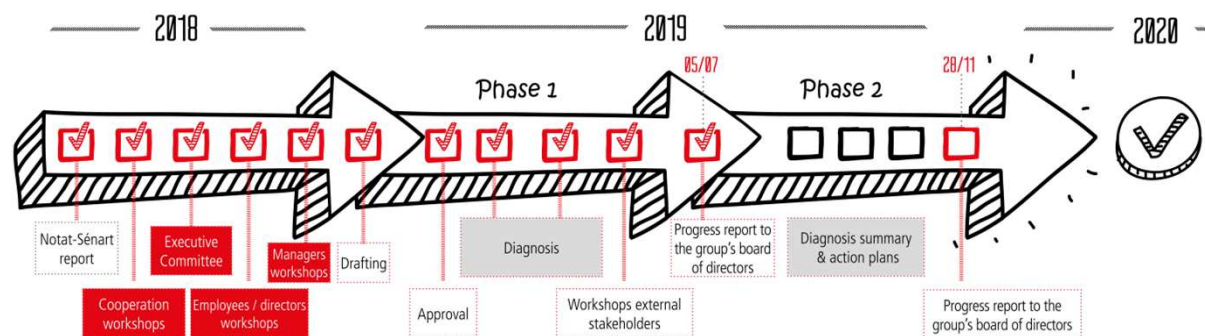 2018
2019
2020
Phase 1
05/07
Phase 2
28/11
Notat-Sénart
report
Cooperation
workshops
Executive
Committee
Employees / directors
workshops
Managers
workshops
Drafting
Approval
Diagnosis
Workshops external
stakeholders
Progress report to
the group's board
of directors
Diagnosis summary
& action plans
Progress report to the
group's board of directors